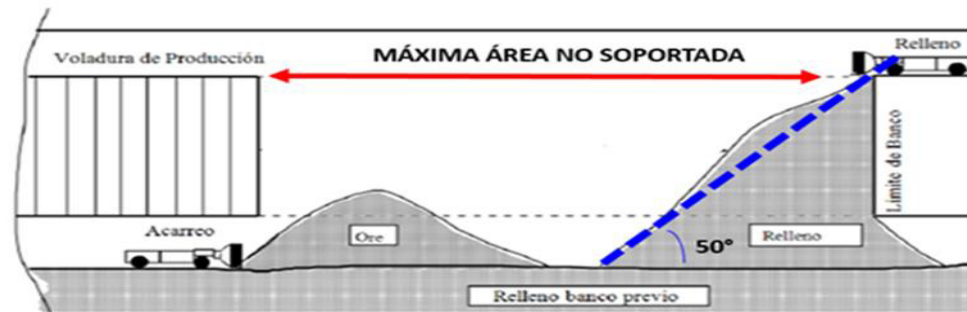 Relleno
MÁXIMA ÁREA NO SOPORTADA
Voladura de Producción
Límite de Banco
Acarreo
Ore
50°
Relleno
Relleno banco previo